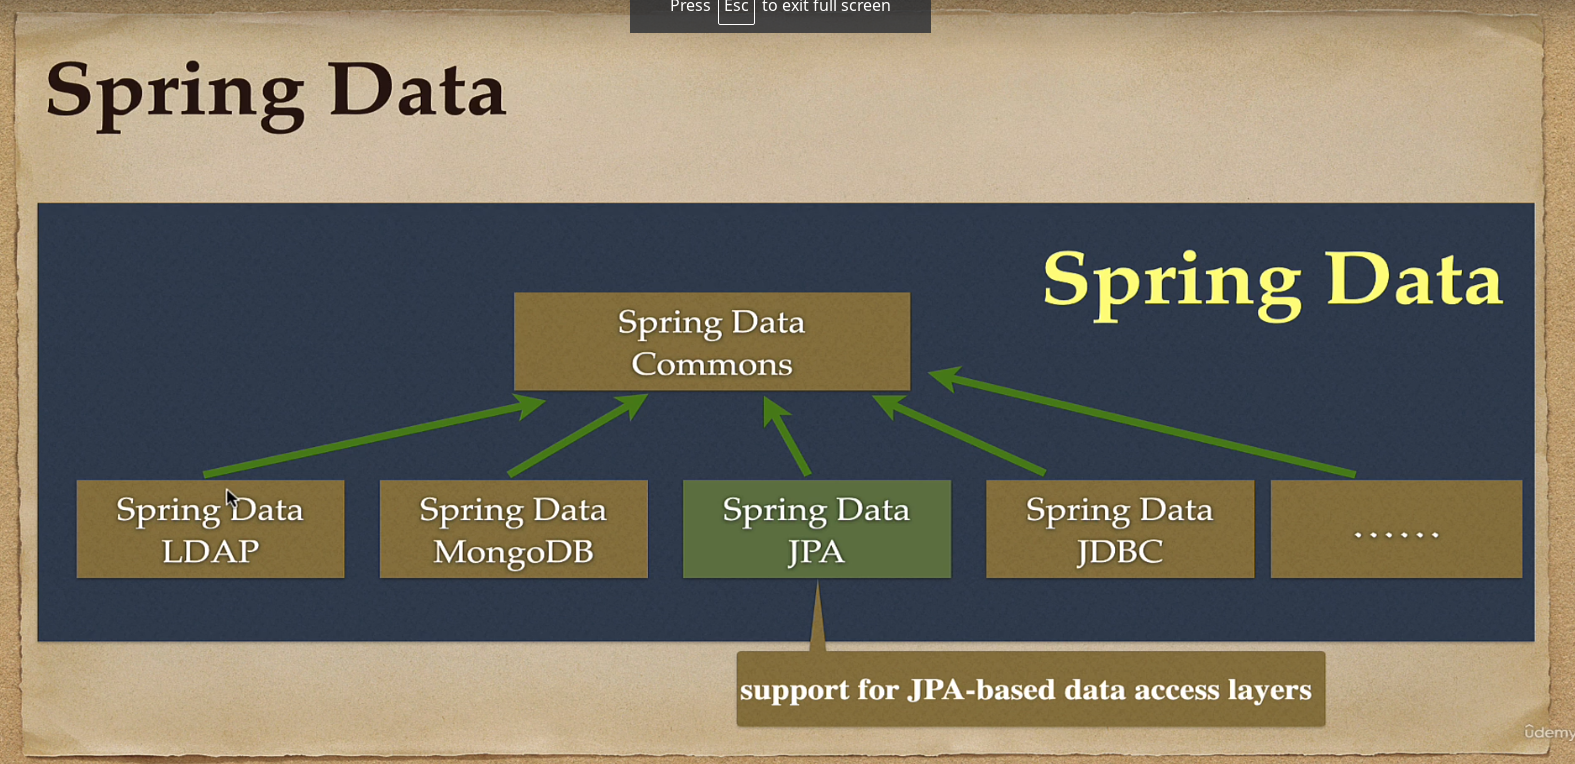 Press Esc to exit full screen
Spring Data
Spring Data
Spring Data
Commons
Spring Data
LDAP
Spring Data
MongoDB
Spring Data
JPA
Spring Data
JDBC
......
support for JPA-based data access layers
ûdemy